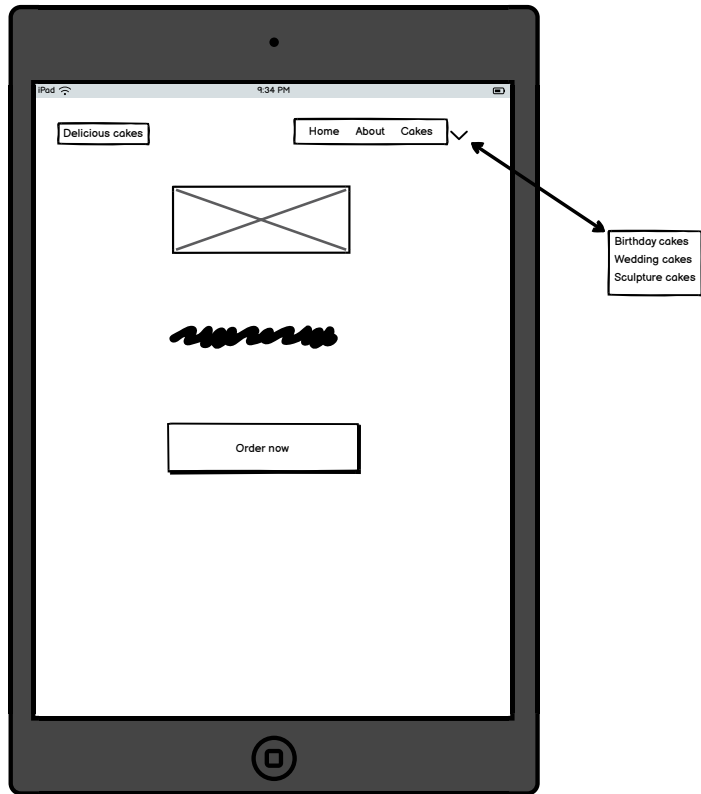 iPad 9:34 PM
Delicious cakes
Home About Cakes
Birthday cakes
Wedding cakes
Sculpture cakes
Order now